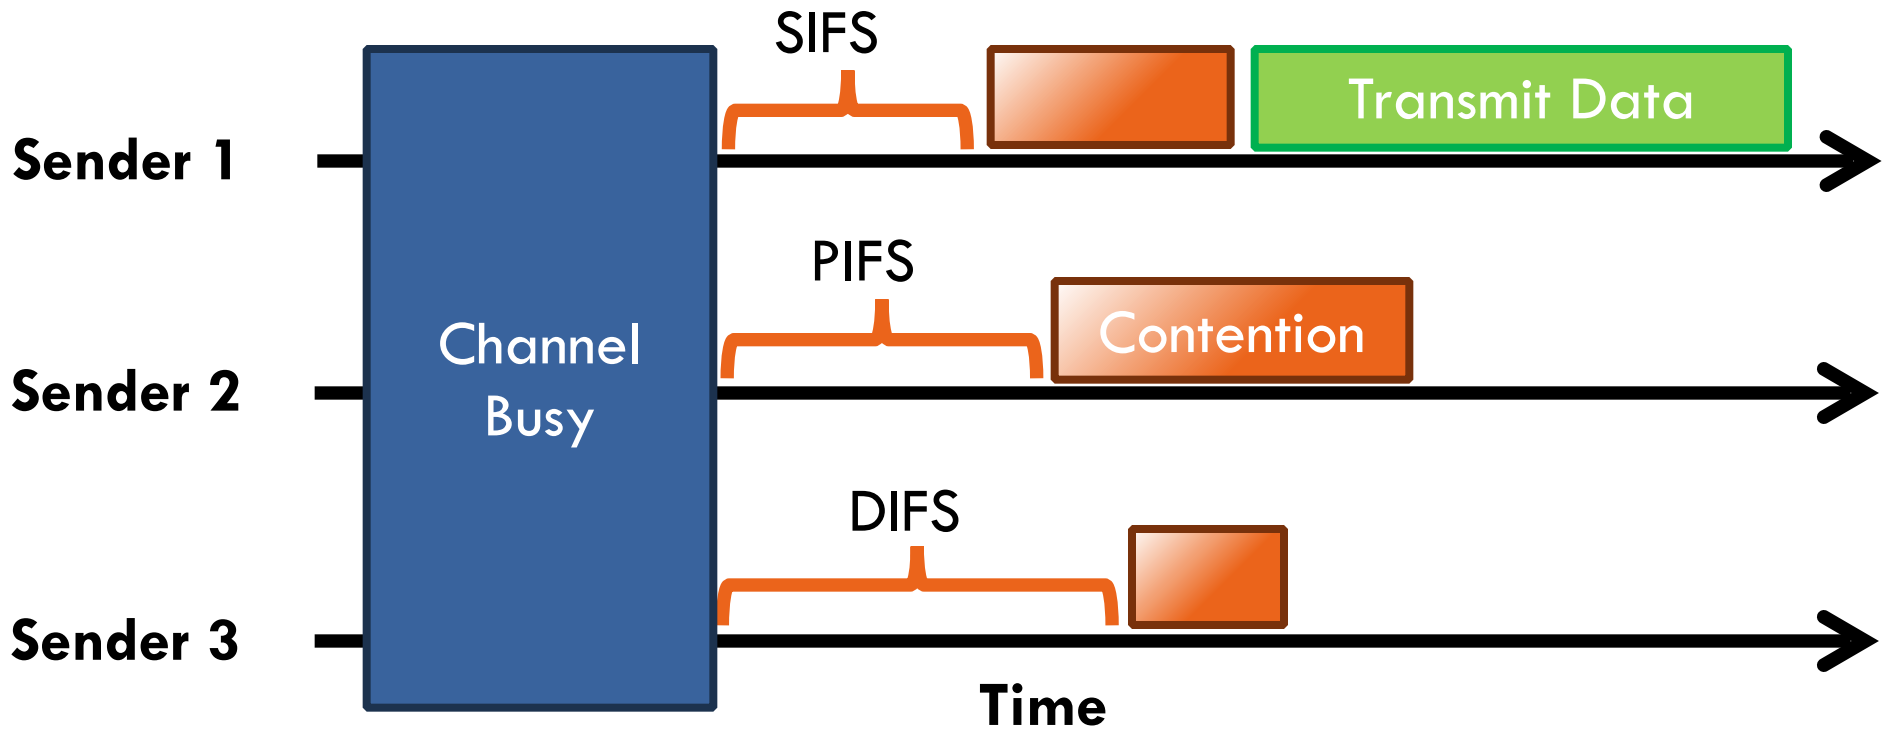 SIFS
Transmit Data
Sender 1
PIFS
Contention
Channel
Busy
Sender 2
DIFS
Sender 3
Time